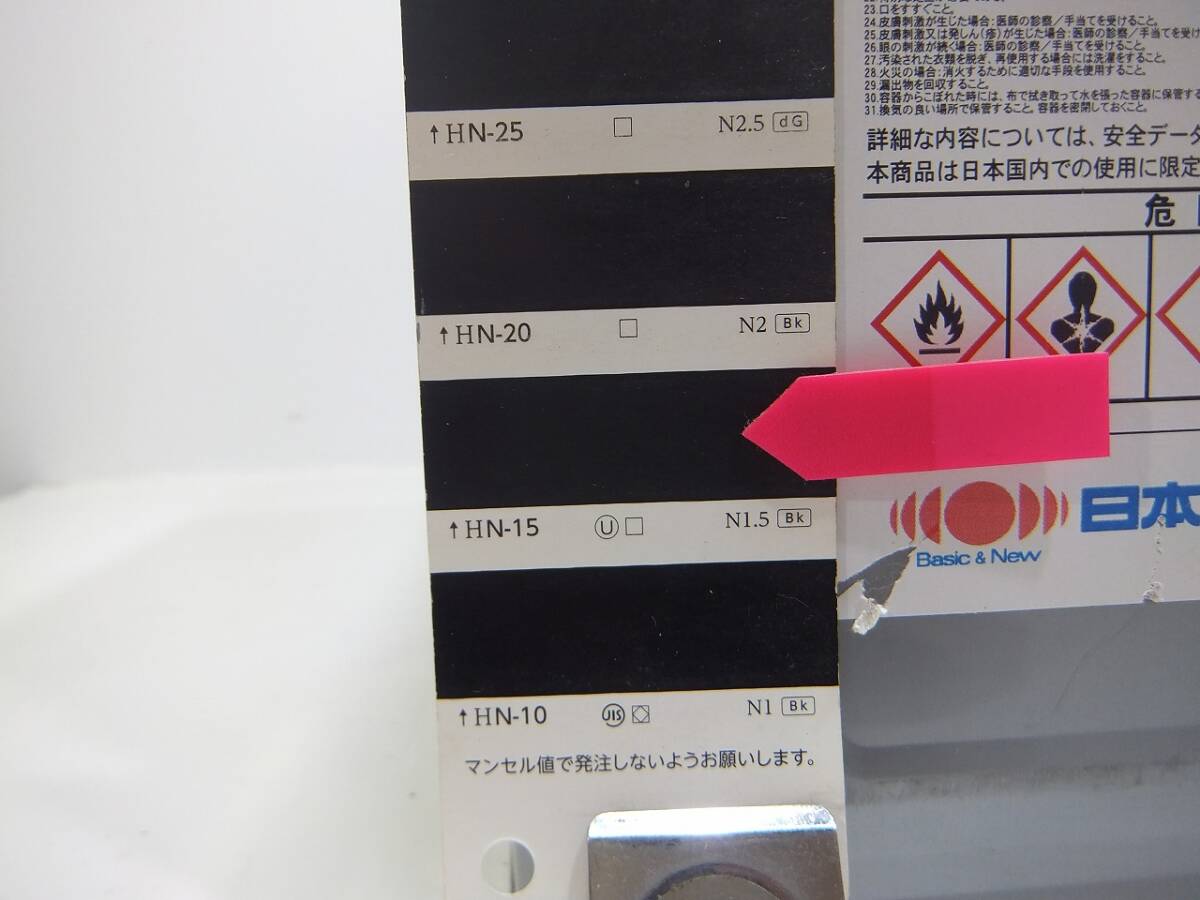 ↑HN-25 □ N2.5 dG
↑HN-20 □ N2 Bk
↑HN-15 Ⓤ□ N1.5 Bk
↑HN-10 JIS N1 Bk
マンセル値で発注しないようお願いします。
23.口をすすぐこと。
24.皮膚刺激が生じた場合:医師の診察/手当てを受けること。
25.皮膚刺激又は発しん(疹)が生じた場合:医師の診察/手当てを受け
26.眼の刺激が続く場合:医師の診察/手当てを受けること。
27.汚染された衣類を脱ぎ、再使用する場合には洗濯をすること。
28.火災の場合:消火するために適切な手段を使用すること。
29.漏出物を回収すること。
30.容器からこぼれた時には、布で拭き取って水を張った容器に保管する
31.換気の良い場所で保管すること。容器を密閉しておくこと。
詳細な内容については、安全データ
本商品は日本国内での使用に限定
危
日本
Basic & New